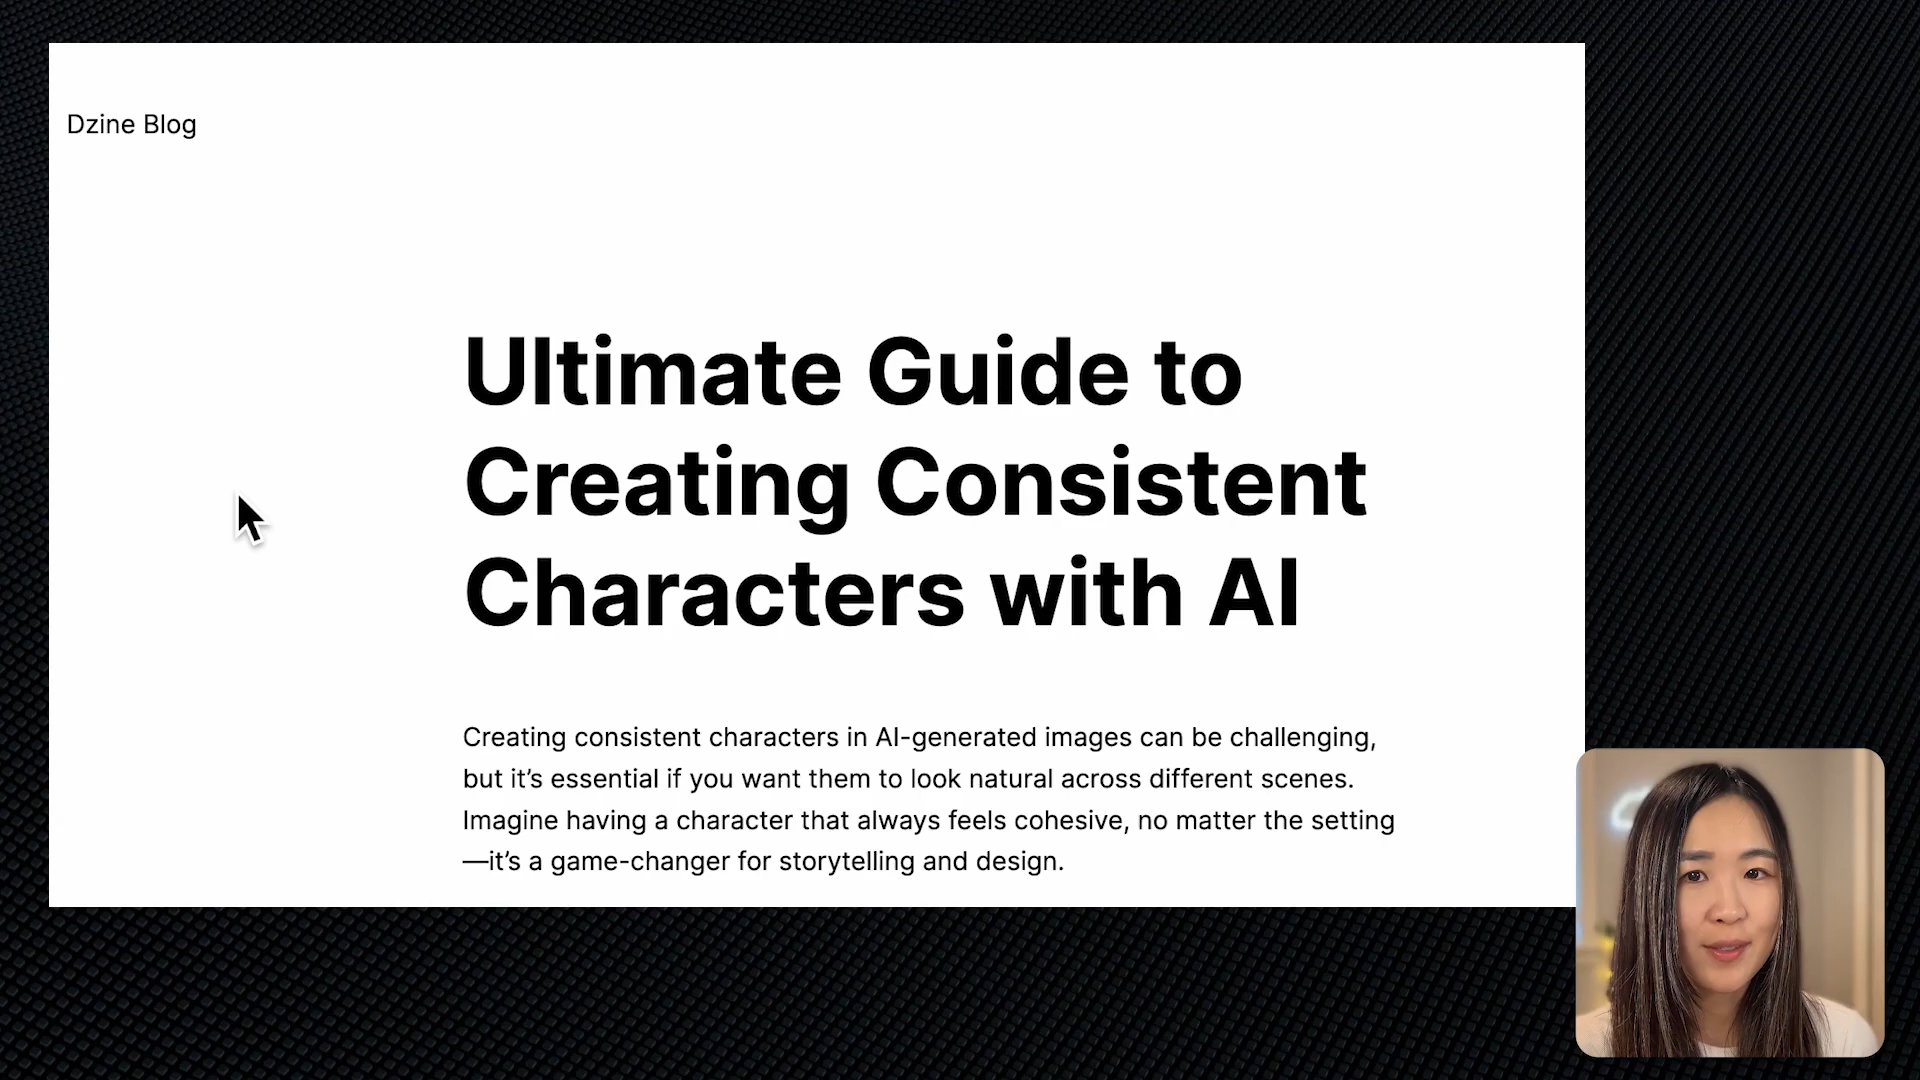 Dzine Blog
Ultimate Guide to
Creating Consistent
Characters with AI
Creating consistent characters in AI-generated images can be challenging,
but it’s essential if you want them to look natural across different scenes.
Imagine having a character that always feels cohesive, no matter the setting
—it’s a game-changer for storytelling and design.